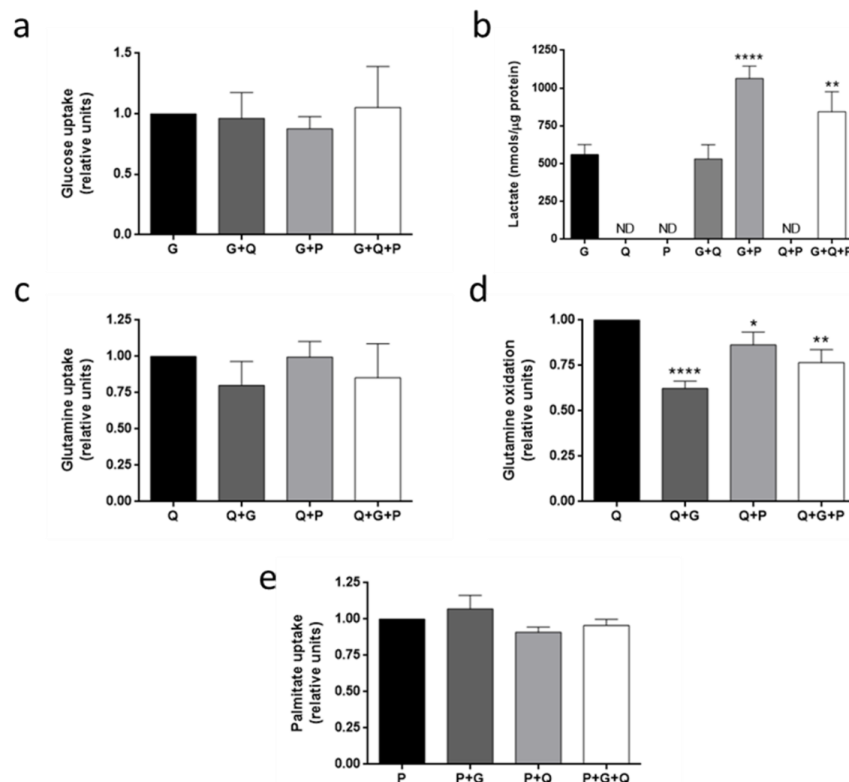 a
Glucose uptake
(relative units)
1.5
1.0
0.5
0.0
G G+Q G+P G+Q+P
b
Lactate (nmols/µg protein)
1250
1000
750
500
250
0
ND ND **** ND **
G Q P G+Q G+P Q+P G+Q+P
c
Glutamine uptake
(relative units)
1.25
1.00
0.75
0.50
0.25
0.00
Q Q+G Q+P Q+G+P
d
Glutamine oxidation
(relative units)
1.00
0.75
0.50
0.25
0.00
**** * **
Q Q+G Q+P Q+G+P
e
Palmitate uptake
(relative units)
1.25
1.00
0.75
0.50
0.25
0.00
P P+G P+Q P+G+Q